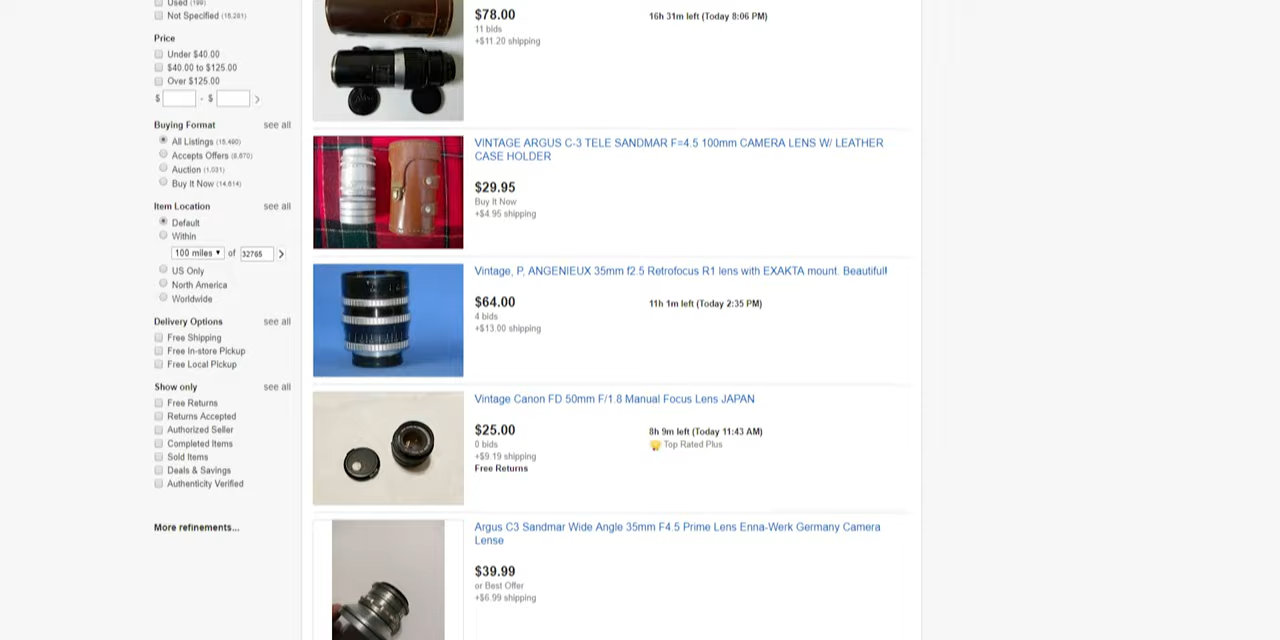 Used (199)
Not Specified (15,281)
Price
Under $40.00
$40.00 to $125.00
Over $125.00
$ - $
Buying Format see all
All Listings (15,490)
Accepts Offers (8,670)
Auction (1,031)
Buy It Now (14,614)
Item Location see all
Default
Within
100 miles of 32765
US Only
North America
Worldwide
Delivery Options see all
Free Shipping
Free In-store Pickup
Free Local Pickup
Show only see all
Free Returns
Returns Accepted
Authorized Seller
Completed Items
Sold Items
Deals & Savings
Authenticity Verified
More refinements...
$78.00
16h 31m left (Today 8:06 PM)
11 bids
+$11.20 shipping
VINTAGE ARGUS C-3 TELE SANDMAR F=4.5 100mm CAMERA LENS W/ LEATHER
CASE HOLDER
$29.95
Buy It Now
+$4.95 shipping
Vintage, P, ANGENIEUX 35mm f2.5 Retrofocus R1 lens with EXAKTA mount. Beautiful!
$64.00
11h 1m left (Today 2:35 PM)
4 bids
+$13.00 shipping
Vintage Canon FD 50mm F/1.8 Manual Focus Lens JAPAN
$25.00
8h 9m left (Today 11:43 AM)
0 bids
Top Rated Plus
+$9.19 shipping
Free Returns
Argus C3 Sandmar Wide Angle 35mm F4.5 Prime Lens Enna-Werk Germany Camera
Lense
$39.99
or Best Offer
+$6.99 shipping